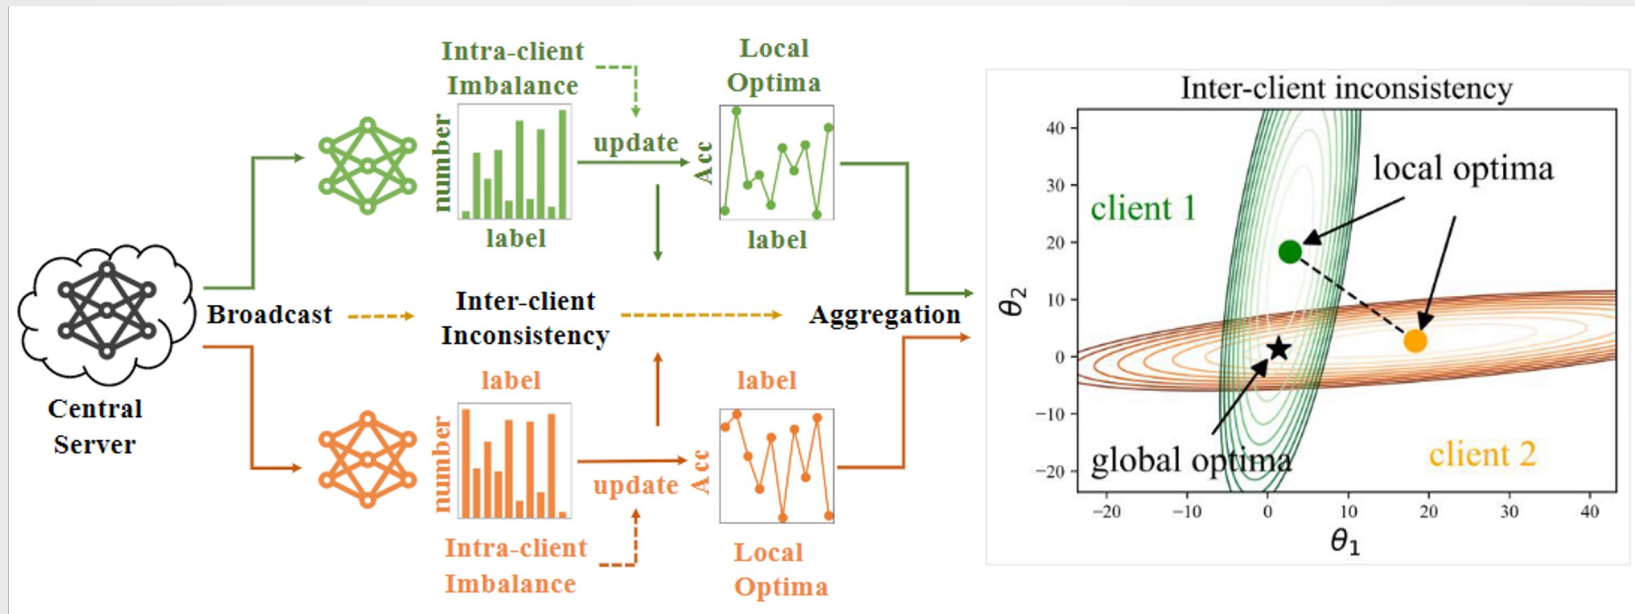 Intra-client
Imbalance
Local
Optima
number
update
Acc
label
label
Broadcast
Inter-client
Inconsistency
Aggregation
Central
Server
label
label
number
update
Acc
Intra-client
Imbalance
Local
Optima
Inter-client inconsistency
40
30
20
10
0
−10
−20
θ2
client 1
local optima
global optima
client 2
−20 −10 0 10 20 30 40
θ1